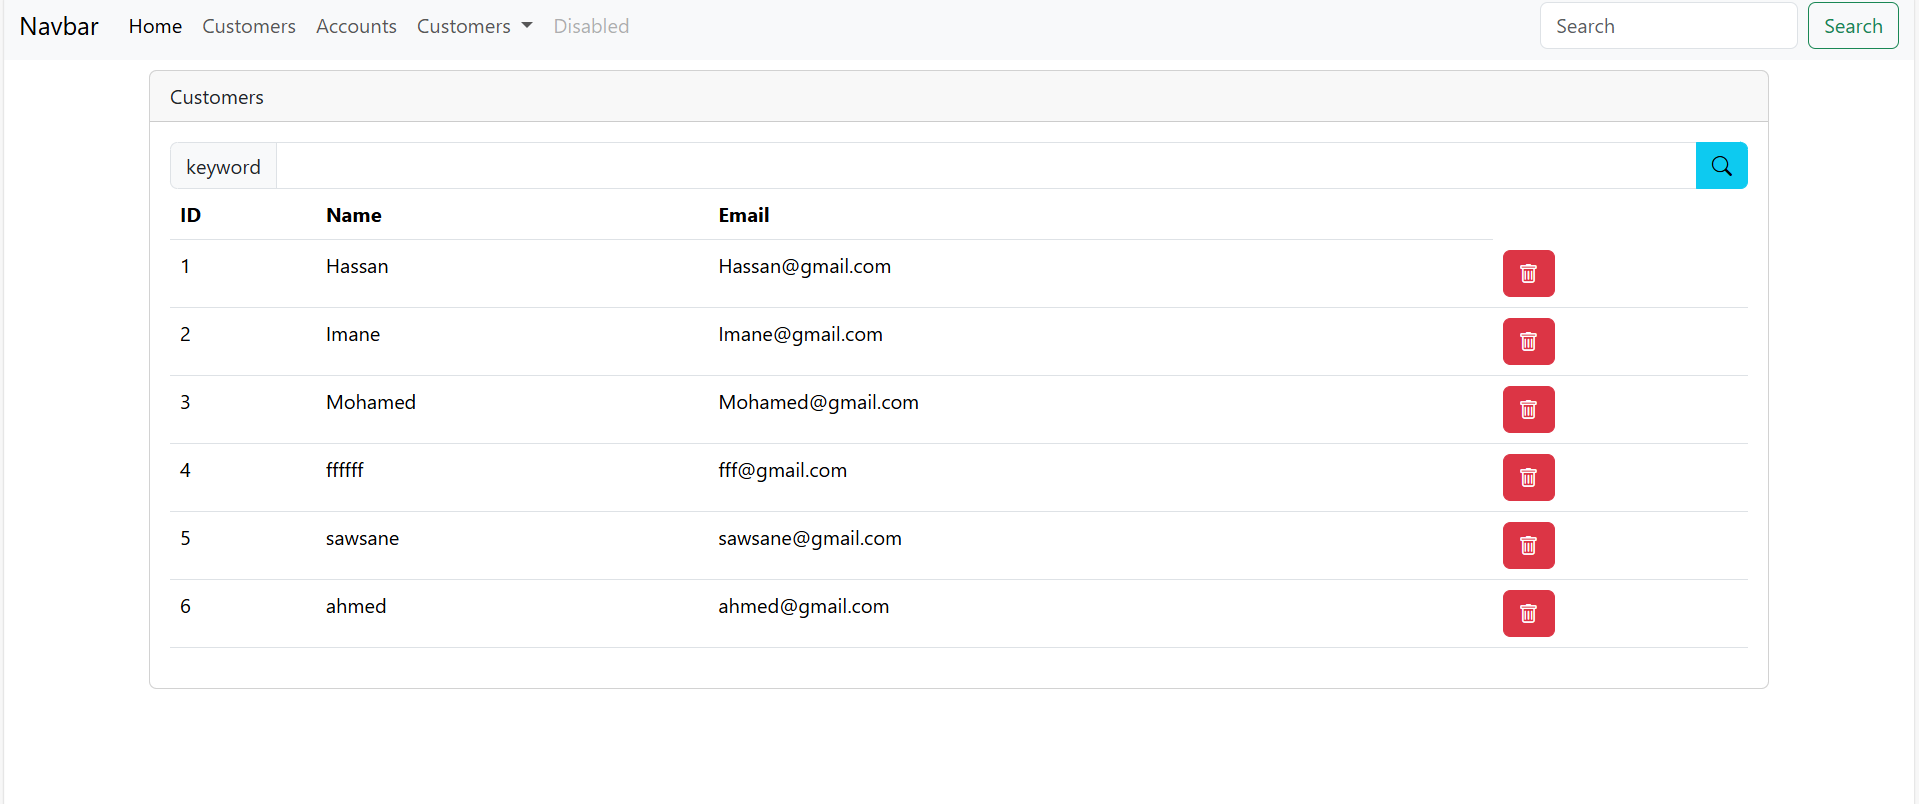 Navbar Home Customers Accounts Customers Disabled Search Search
Customers
keyword
ID Name Email
1 Hassan Hassan@gmail.com
2 Imane Imane@gmail.com
3 Mohamed Mohamed@gmail.com
4 ffffff fff@gmail.com
5 sawsane sawsane@gmail.com
6 ahmed ahmed@gmail.com